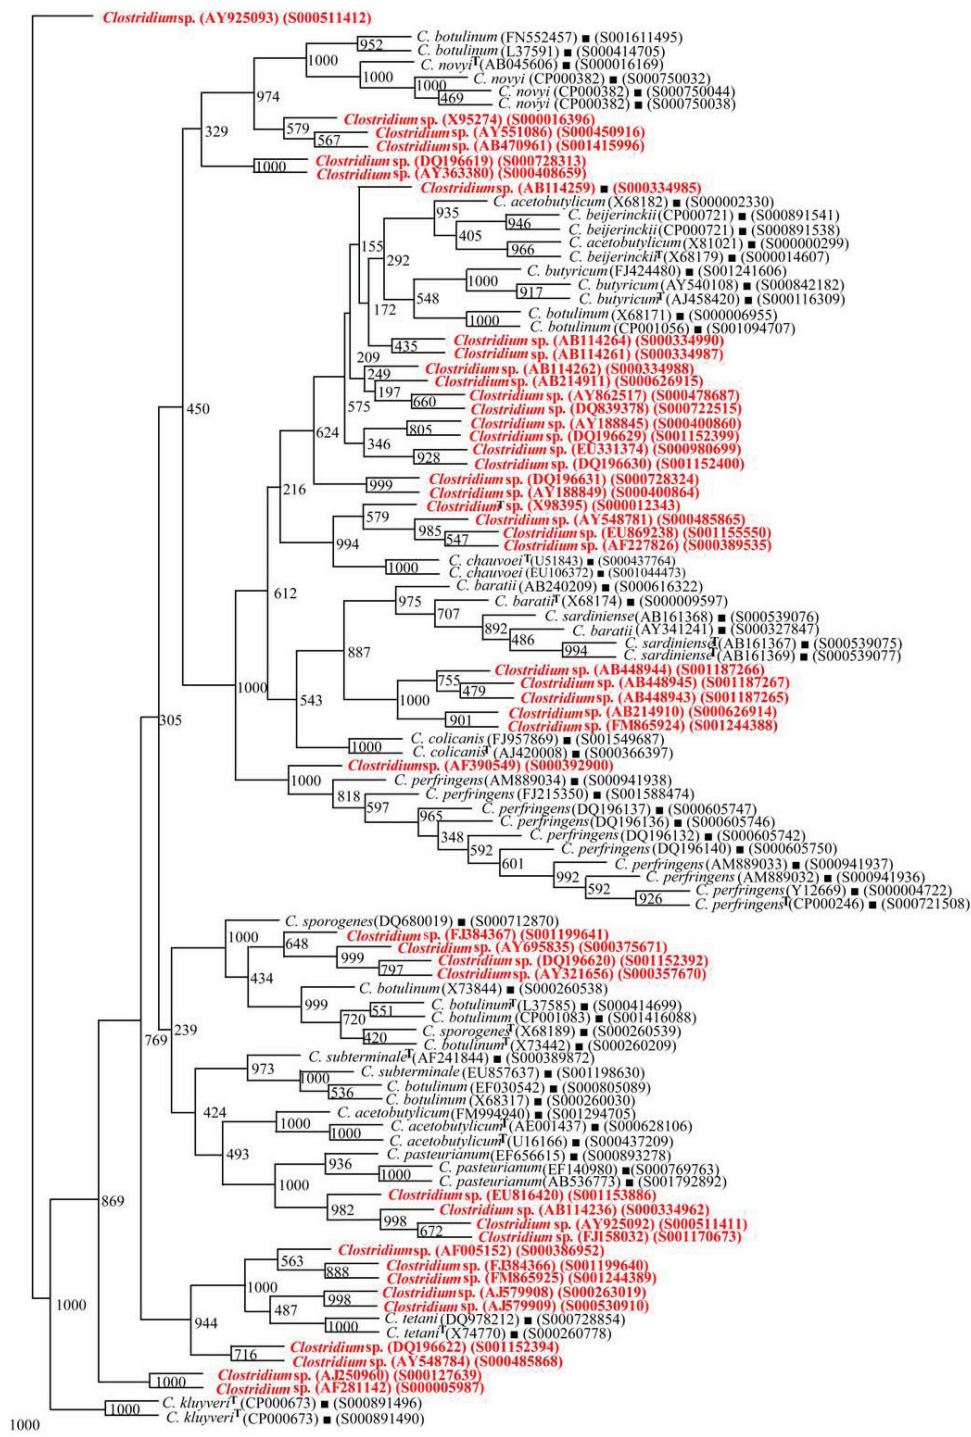 Clostridium sp. (AY925093) (S000511412)
C. botulinum (FN552457) ■ (S001611495)
952
C. botulinum (L37591) ■ (S000414705)
1000
C. novyi T (AB045606) ■ (S000016169)
1000
C. novyi (CP000382) ■ (S000750032)
1000
C. novyi (CP000382) ■ (S000750044)
974
469
C. novyi (CP000382) ■ (S000750038)
Clostridium sp. (X95274) (S000016396)
329
579
Clostridium sp. (AY551086) (S000450916)
567
Clostridium sp. (AB470961) (S001415996)
Clostridium sp. (DQ196619) (S000728313)
1000
Clostridium sp. (AY363380) (S000408659)
Clostridium sp. (AB114259) ■ (S000334985)
C. acetobutylicum (X68182) ■ (S000002330)
935
C. beijerinckii (CP000721) ■ (S000891541)
946
C. beijerinckii (CP000721) ■ (S000891538)
405
155
C. acetobutylicum (X81021) ■ (S000000299)
966
292
C. beijerinckii T (X68179) ■ (S000014607)
C. butyricum (FJ424480) ■ (S001241606)
1000
C. butyricum (AY540108) ■ (S000842182)
917
548
C. butyricum T (AJ458420) ■ (S000116309)
172
C. botulinum (X68171) ■ (S000006955)
1000
C. botulinum (CP001056) ■ (S001094707)
Clostridium sp. (AB114264) (S000334990)
435
Clostridium sp. (AB114261) (S000334987)
209
Clostridium sp. (AB114262) (S000334988)
249
Clostridium sp. (AB214911) (S000626915)
197
Clostridium sp. (AY862517) (S000478687)
660
450
575
Clostridium sp. (DQ839378) (S000722515)
Clostridium sp. (AY188845) (S000400860)
805
624
Clostridium sp. (DQ196629) (S001152399)
346
Clostridium sp. (EU331374) (S000980699)
928
Clostridium sp. (DQ196630) (S001152400)
Clostridium sp. (DQ196631) (S000728324)
999
216
Clostridium sp. (AY188849) (S000400864)
Clostridium T sp. (X98395) (S000012343)
579
Clostridium sp. (AY548781) (S000485865)
985
Clostridium sp. (EU869238) (S001155550)
547
994
Clostridium sp. (AF227826) (S000389535)
C. chauvoei T (U51843) ■ (S000437764)
1000
C. chauvoei (EU106372) ■ (S001044473)
C. baratii (AB240209) ■ (S000616322)
612
975
C. baratii T (X68174) ■ (S000009597)
707
C. sardiniense (AB161368) ■ (S000539076)
892
C. baratii (AY341241) ■ (S000327847)
486
C. sardiniense T (AB161367) ■ (S000539075)
887
994
C. sardiniense T (AB161369) ■ (S000539077)
Clostridium sp. (AB448944) (S001187266)
755
Clostridium sp. (AB448945) (S001187267)
1000
479
Clostridium sp. (AB448943) (S001187265)
1000
543
Clostridium sp. (AB214910) (S000626914)
901
305
Clostridium sp. (FM865924) (S001244388)
C. colicanis (FJ957869) ■ (S001549687)
1000
C. colicanis T (AJ420008) ■ (S000366397)
Clostridium sp. (AF390549) (S000392900)
1000
C. perfringens (AM889034) ■ (S000941938)
818
C. perfringens (FJ215350) ■ (S001588474)
597
C. perfringens (DQ196137) ■ (S000605747)
965
C. perfringens (DQ196136) ■ (S000605746)
348
C. perfringens (DQ196132) ■ (S000605742)
592
C. perfringens (DQ196140) ■ (S000605750)
601
C. perfringens (AM889033) ■ (S000941937)
992
C. perfringens (AM889032) ■ (S000941936)
592
C. perfringens (Y12669) ■ (S000004722)
926
C. perfringens T (CP000246) ■ (S000721508)
C. sporogenes (DQ680019) ■ (S000712870)
1000
Clostridium sp. (FJ384367) (S001199641)
648
Clostridium sp. (AY695835) (S000375671)
999
Clostridium sp. (DQ196620) (S001152392)
797
434
Clostridium sp. (AY321656) (S000357670)
C. botulinum (X73844) ■ (S000260538)
999
C. botulinum T (L37585) ■ (S000414699)
551
C. botulinum (CP001083) ■ (S001416088)
720
239
C. sporogenes T (X68189) ■ (S000260539)
769
420
C. botulinum T (X73442) ■ (S000260209)
C. subterminale T (AF241844) ■ (S000389872)
973
C. subterminale (EU857637) ■ (S001198630)
1000
C. botulinum (EF030542) ■ (S000805089)
536
C. botulinum (X68317) ■ (S000260030)
424
C. acetobutylicum (FM994940) ■ (S001294705)
1000
C. acetobutylicum T (AE001437) ■ (S000628106)
1000
C. acetobutylicum T (U16166) ■ (S000437209)
493
C. pasteurianum (EF656615) ■ (S000893278)
936
C. pasteurianum (EF140980) ■ (S000769763)
1000
C. pasteurianum (AB536773) ■ (S001792892)
1000
Clostridium sp. (EU816420) (S001153886)
869
982
Clostridium sp. (AB114236) (S000334962)
998
Clostridium sp. (AY925092) (S000511411)
672
Clostridium sp. (FJ158032) (S001170673)
Clostridium sp. (AF005152) (S000386952)
563
Clostridium sp. (FJ384366) (S001199640)
888
Clostridium sp. (FM865925) (S001244389)
1000
Clostridium sp. (AJ579908) (S000263019)
998
1000
487
Clostridium sp. (AJ579909) (S000530910)
C. tetani (DQ978212) ■ (S000728854)
944
1000
C. tetani T (X74770) ■ (S000260778)
Clostridium sp. (DQ196622) (S001152394)
716
Clostridium sp. (AY548784) (S000485868)
Clostridium sp. (AJ250960) (S000127639)
1000
Clostridium sp. (AF281142) (S000005987)
C. kluyveri T (CP000673) ■ (S000891496)
1000
C. kluyveri T (CP000673) ■ (S000891490)
1000